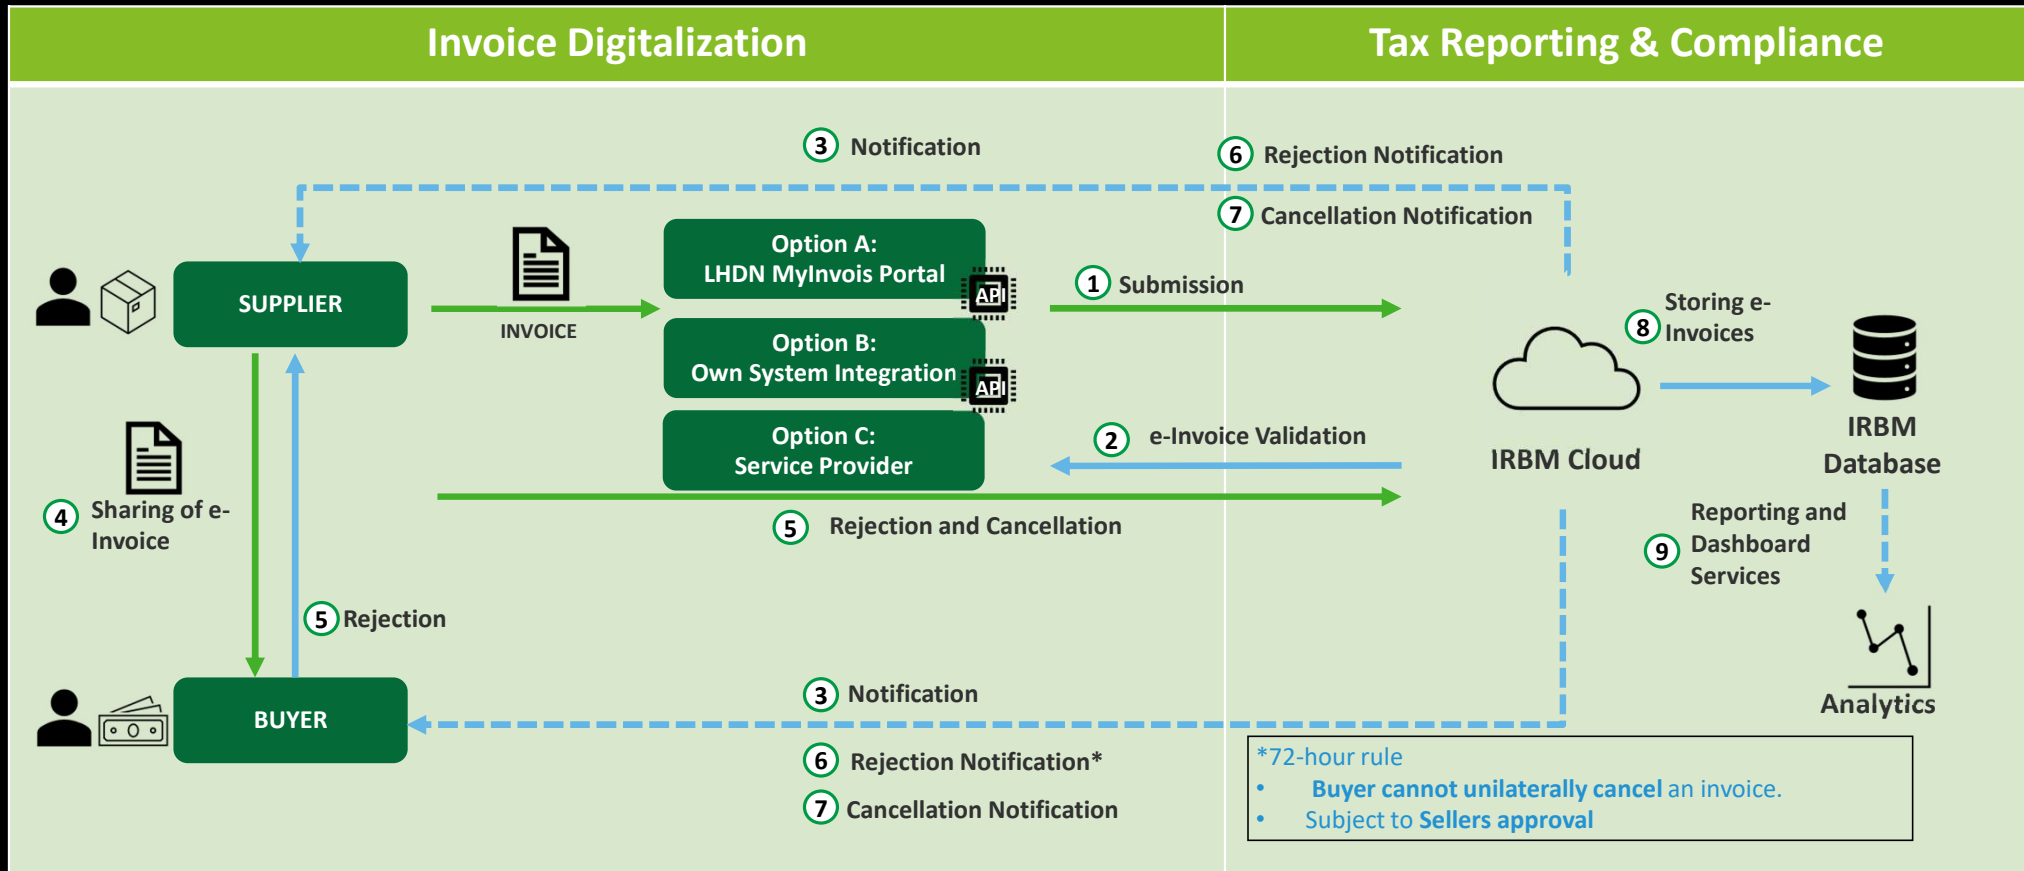 Invoice Digitalization
Tax Reporting & Compliance
3 Notification
6 Rejection Notification
7 Cancellation Notification
SUPPLIER
INVOICE
Option A:
LHDN MyInvois Portal
API
Option B:
Own System Integration
API
Option C:
Service Provider
1 Submission
2 e-Invoice Validation
5 Rejection and Cancellation
IRBM Cloud
8 Storing e-
Invoices
IRBM
Database
9 Reporting and
Dashboard
Services
Analytics
4 Sharing of e-
Invoice
5 Rejection
BUYER
3 Notification
6 Rejection Notification*
7 Cancellation Notification
*72-hour rule
• Buyer cannot unilaterally cancel an invoice.
• Subject to Sellers approval